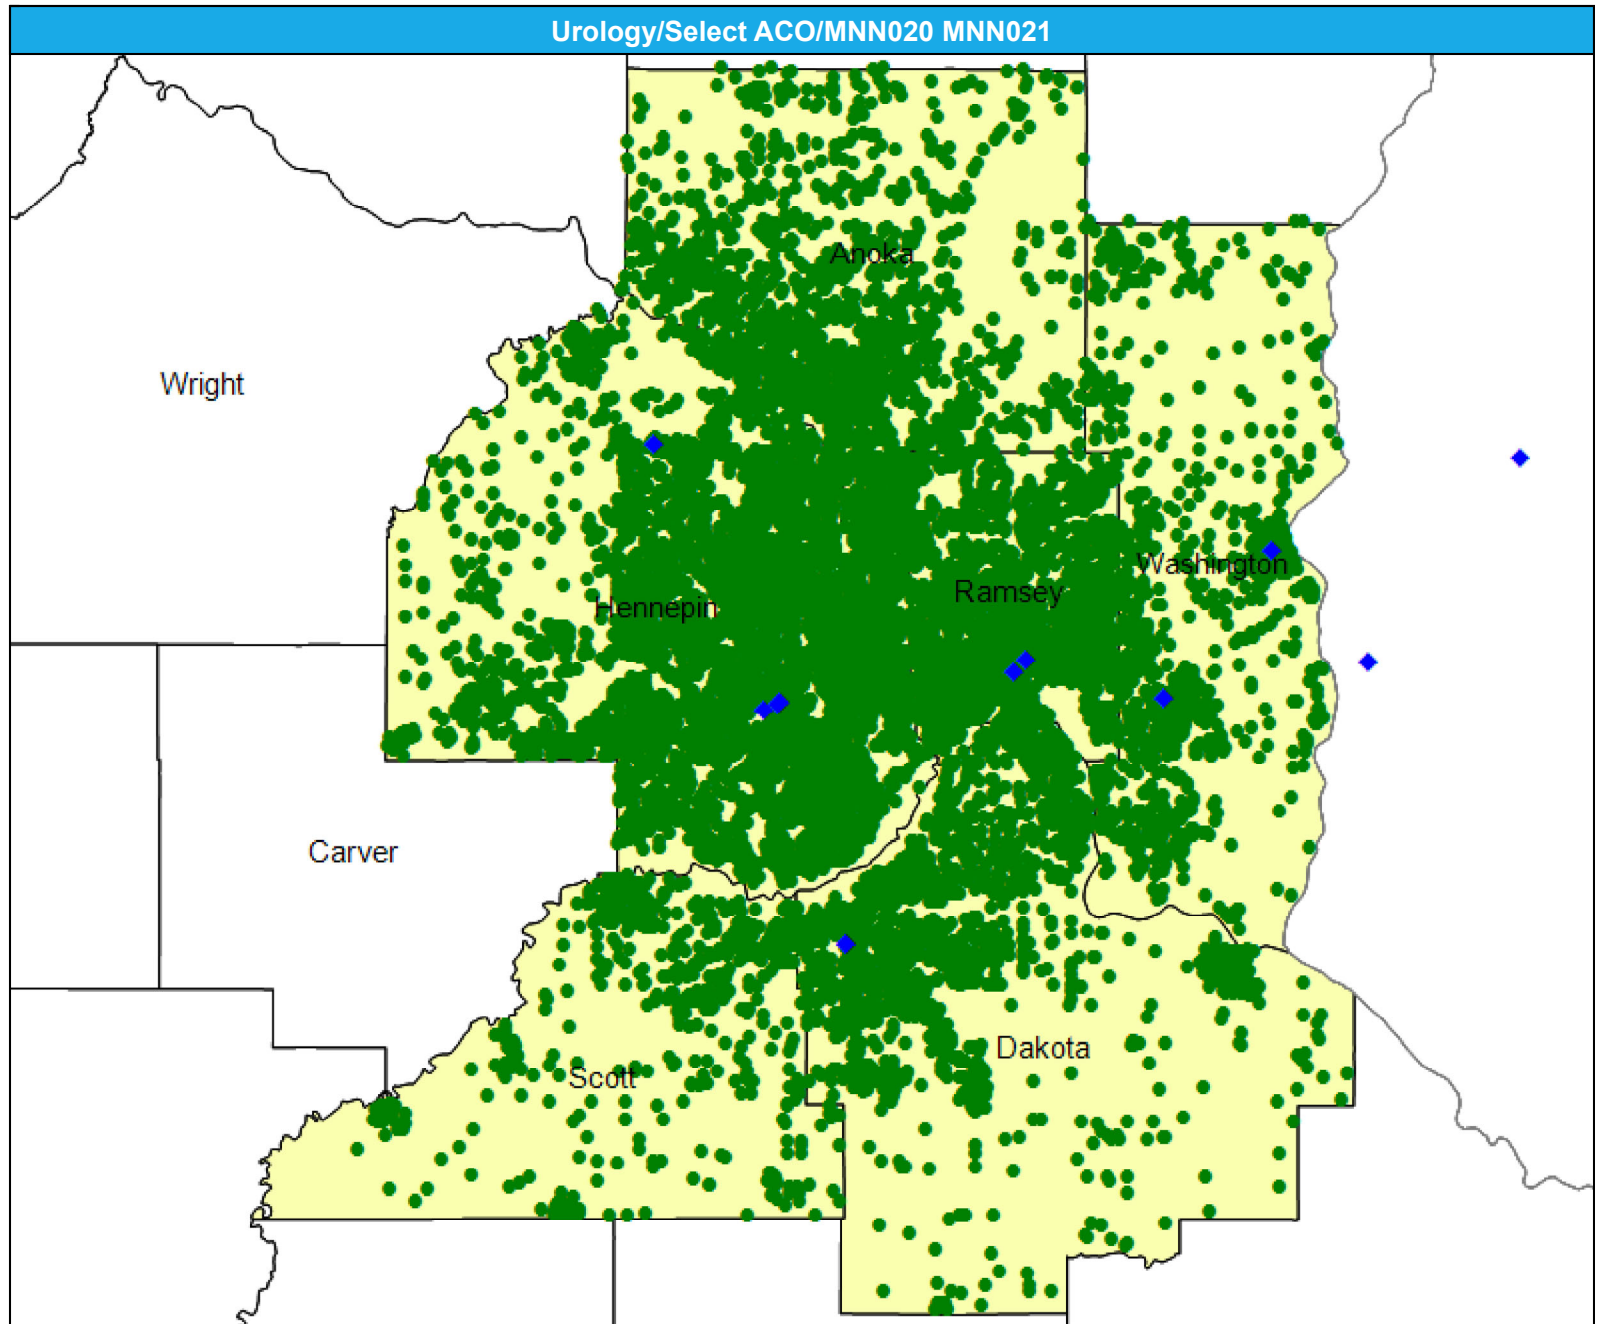 Urology/Select ACO/MNN020 MNN021
Anoka
Wright
Washington
Ramsey
Hennepin
Carver
Dakota
Scott